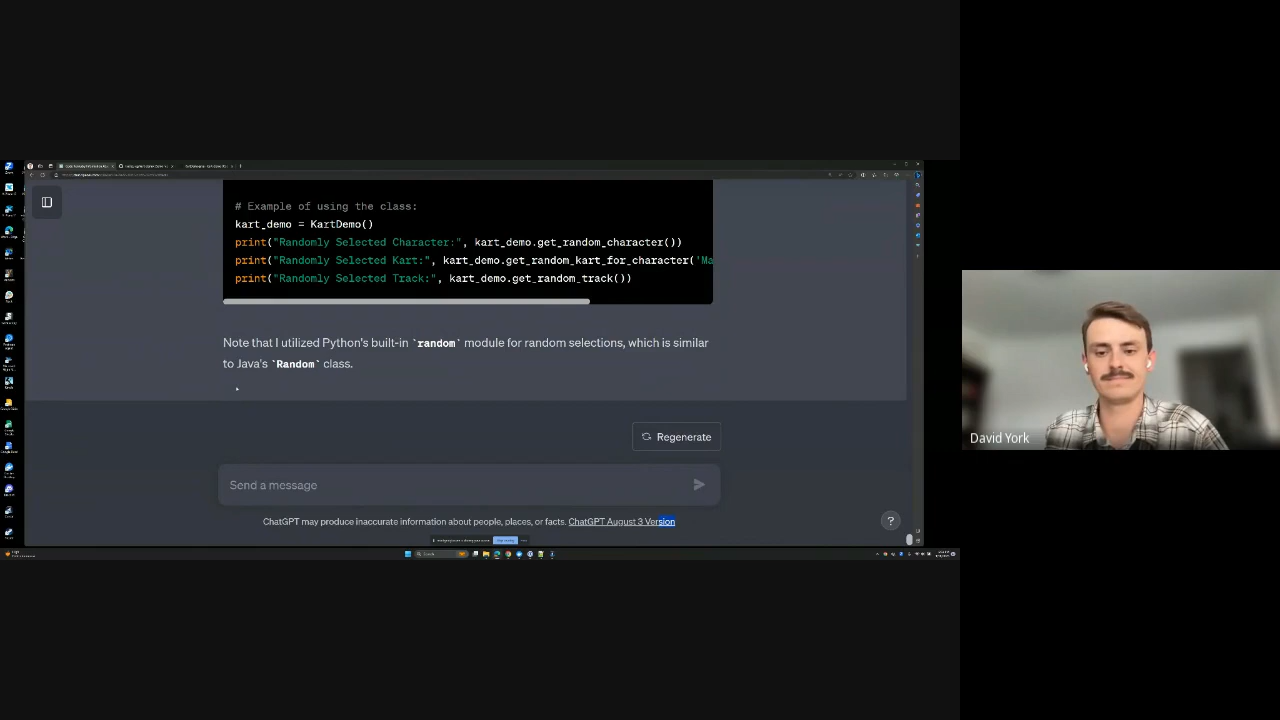 # Example of using the class:
kart_demo = KartDemo()
print("Randomly Selected Character:", kart_demo.get_random_character())
print("Randomly Selected Kart:", kart_demo.get_random_kart_for_character('Ma
print("Randomly Selected Track:", kart_demo.get_random_track())
Note that I utilized Python's built-in `random` module for random selections, which is similar
to Java's `Random` class.
Regenerate
Send a message
ChatGPT may produce inaccurate information about people, places, or facts. ChatGPT August 3 Version
?
David York